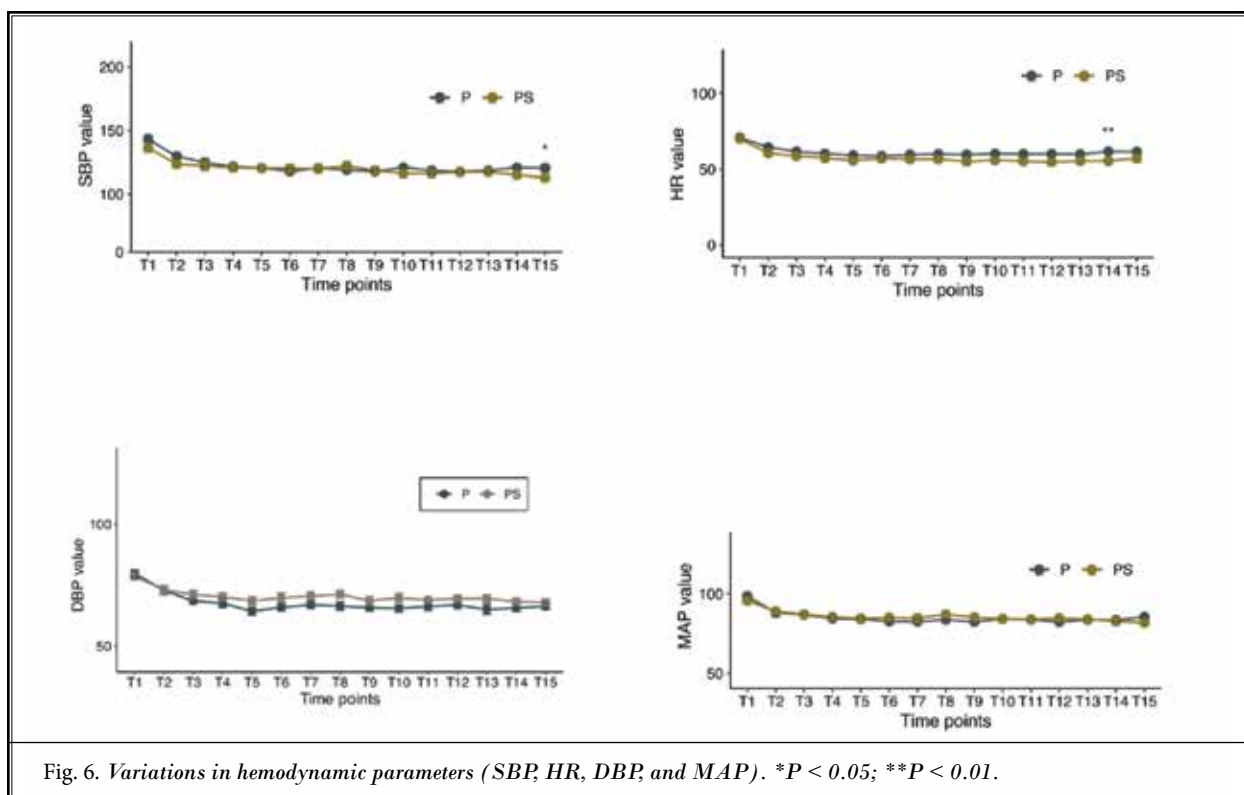 200
150
100
0
SBP value
P PS
*
T1 T2 T3 T4 T5 T6 T7 T8 T9 T10 T11 T12 T13 T14 T15
Time points
100
50
0
HR value
P PS
**
T1 T2 T3 T4 T5 T6 T7 T8 T9 T10 T11 T12 T13 T14 T15
Time points
100
50
DBP value
P PS
T1 T2 T3 T4 T5 T6 T7 T8 T9 T10 T11 T12 T13 T14 T15
Time points
100
50
MAP value
P PS
T1 T2 T3 T4 T5 T6 T7 T8 T9 T10 T11 T12 T13 T14 T15
Time points
Fig. 6. Variations in hemodynamic parameters (SBP, HR, DBP, and MAP). *P < 0.05; **P < 0.01.